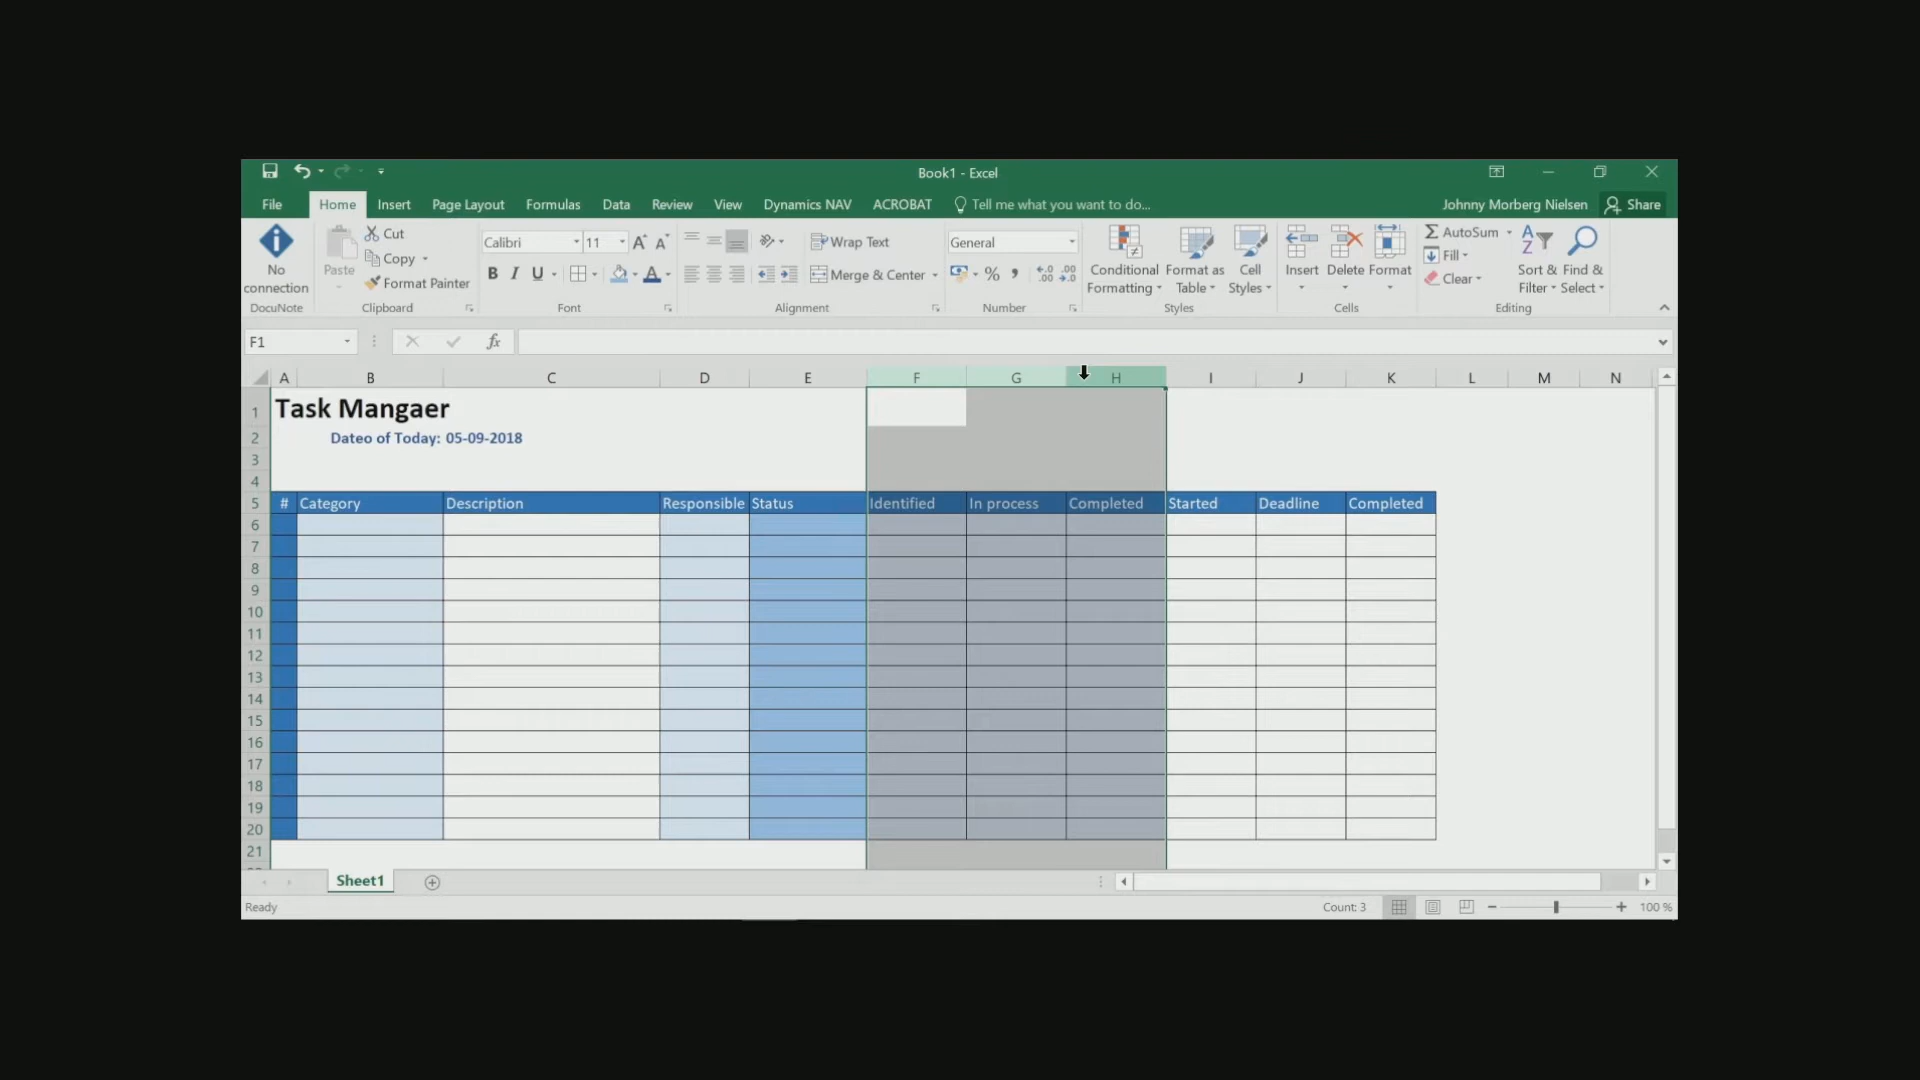 Book1 - Excel
File Home Insert Page Layout Formulas Data Review View Dynamics NAV ACROBAT Tell me what you want to do... Johnny Morberg Nielsen Share
No connection
DocuNote
Paste
Cut
Copy
Format Painter
Clipboard
Calibri 11
B I U
Font
Wrap Text
Merge & Center
Alignment
General
%
Number
Conditional Formatting
Format as Table
Cell Styles
Styles
Insert Delete Format
Cells
AutoSum
Fill
Clear
Sort & Filter
Find & Select
Editing
F1 fx
A B C D E F G H I J K L M N
1 Task Mangaer
2 Dateo of Today: 05-09-2018
3
4
5 # Category Description Responsible Status Identified In process Completed Started Deadline Completed
6
7
8
9
10
11
12
13
14
15
16
17
18
19
20
21
Sheet1
Ready Count: 3 100 %